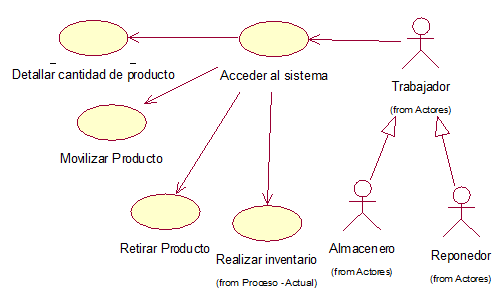 Detallar cantidad de producto
Acceder al sistema
Trabajador
(from Actores)
Movilizar Producto
Retirar Producto
Realizar inventario
(from Proceso -Actual)
Almacenero
(from Actores)
Reponedor
(from Actores)